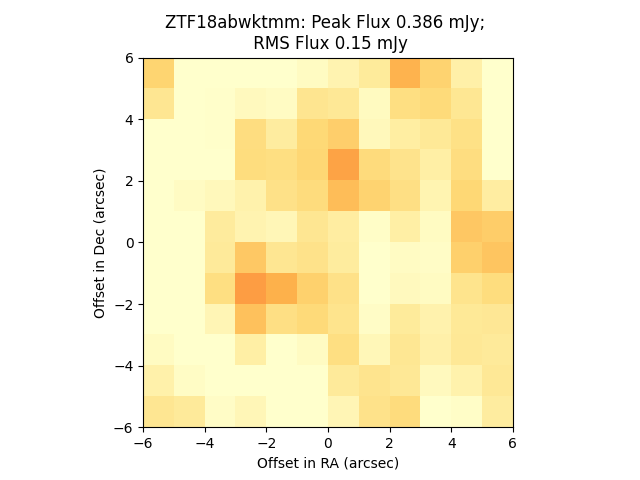 ZTF18abwktmm: Peak Flux 0.386 mJy;
RMS Flux 0.15 mJy
6
4
2
0
−2
−4
−6
Offset in Dec (arcsec)
−6 −4 −2 0 2 4 6
Offset in RA (arcsec)